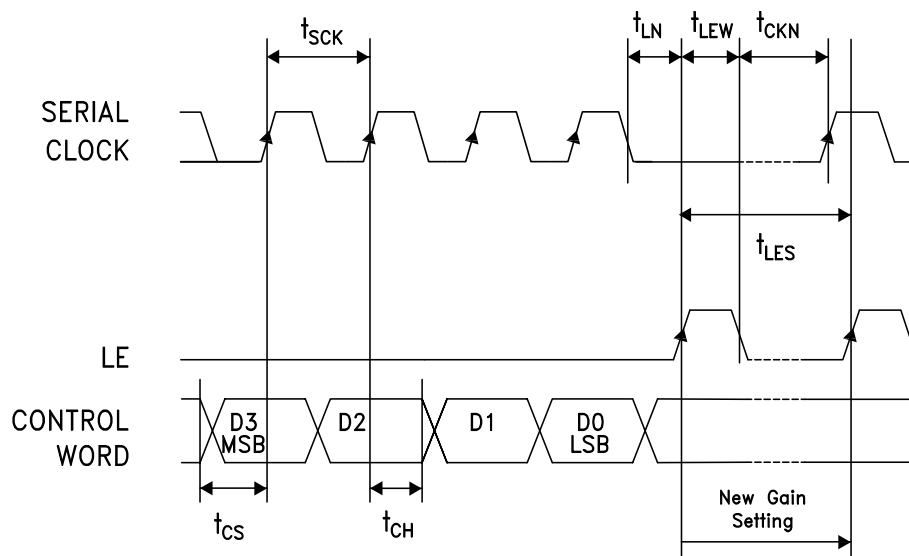 tSCK
tLN
tLEW
tCKN
SERIAL
CLOCK
tLES
LE
CONTROL
WORD
D3
MSB
D2
D1
D0
LSB
tCS
tCH
New Gain
Setting